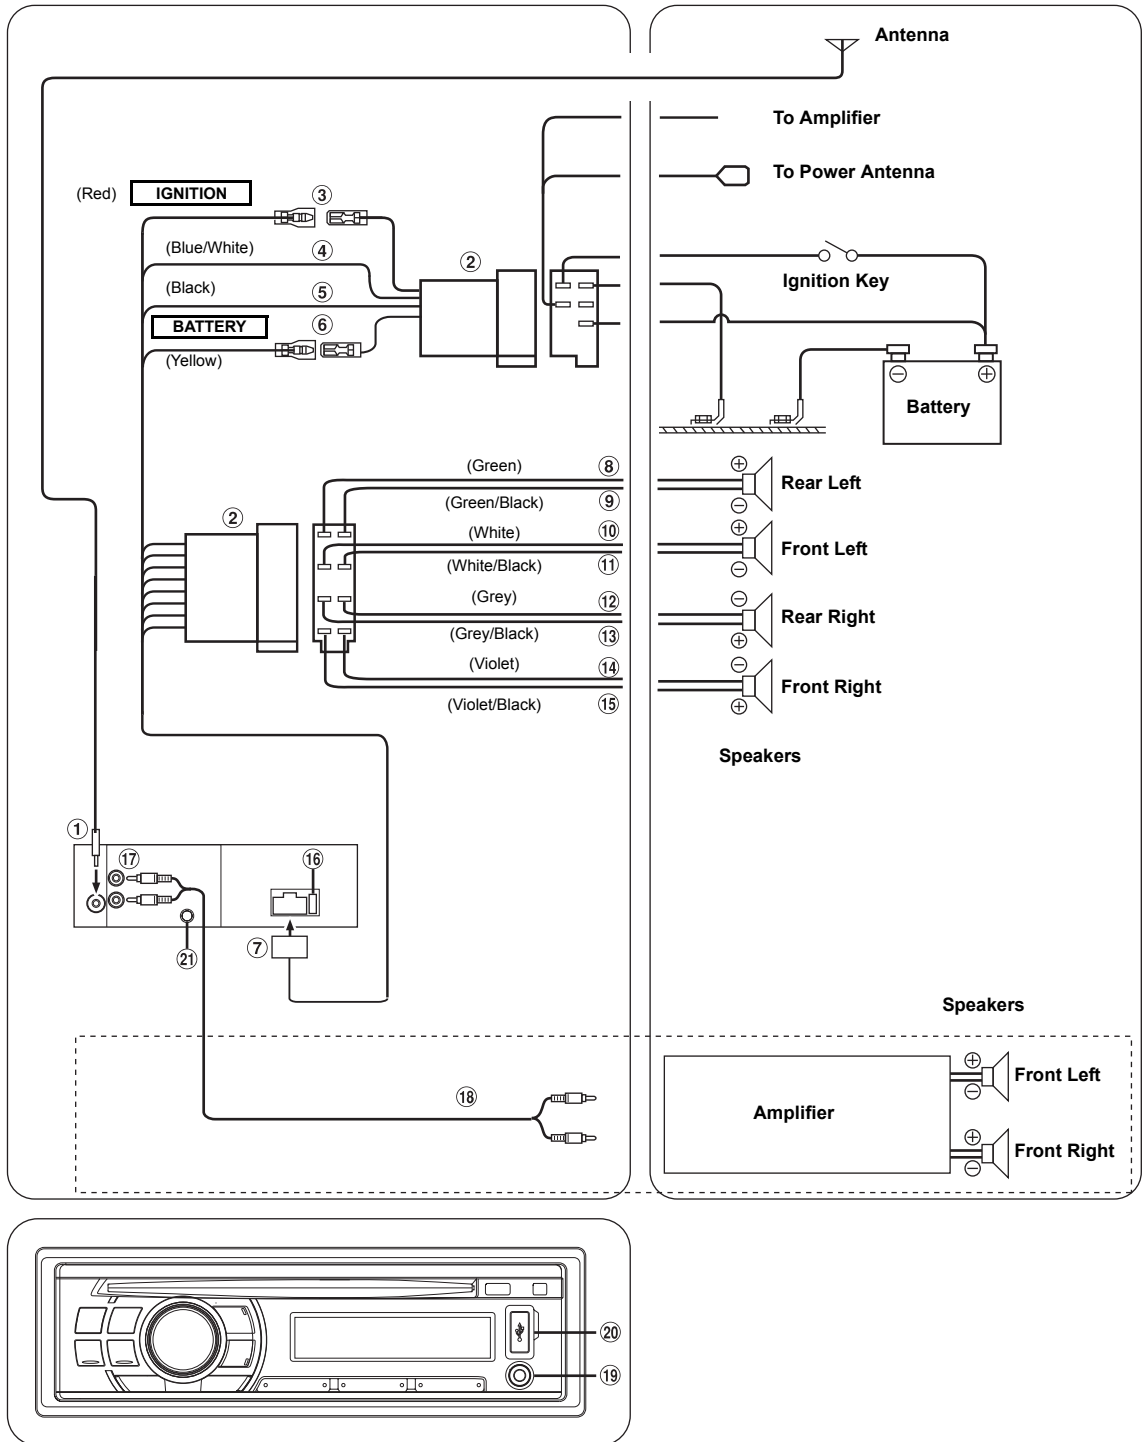 Antenna
To Amplifier
To Power Antenna
(Red) IGNITION ③
(Blue/White) ④ ②
Ignition Key
(Black) ⑤
BATTERY ⑥
(Yellow)
⊖ ⊕
Battery
(Green) ⑧ ⊕
Rear Left
(Green/Black) ⑨ ⊖
② (White) ⑩ ⊕
Front Left
(White/Black) ⑪ ⊖
(Grey) ⑫ ⊖
Rear Right
(Grey/Black) ⑬ ⊕
(Violet) ⑭ ⊖
Front Right
(Violet/Black) ⑮ ⊕
Speakers
① ⑰ ⑯
⑦
㉑
Speakers
⊕
Front Left
⊖
⑱
Amplifier
⊕
Front Right
⊖
⑳
⑲